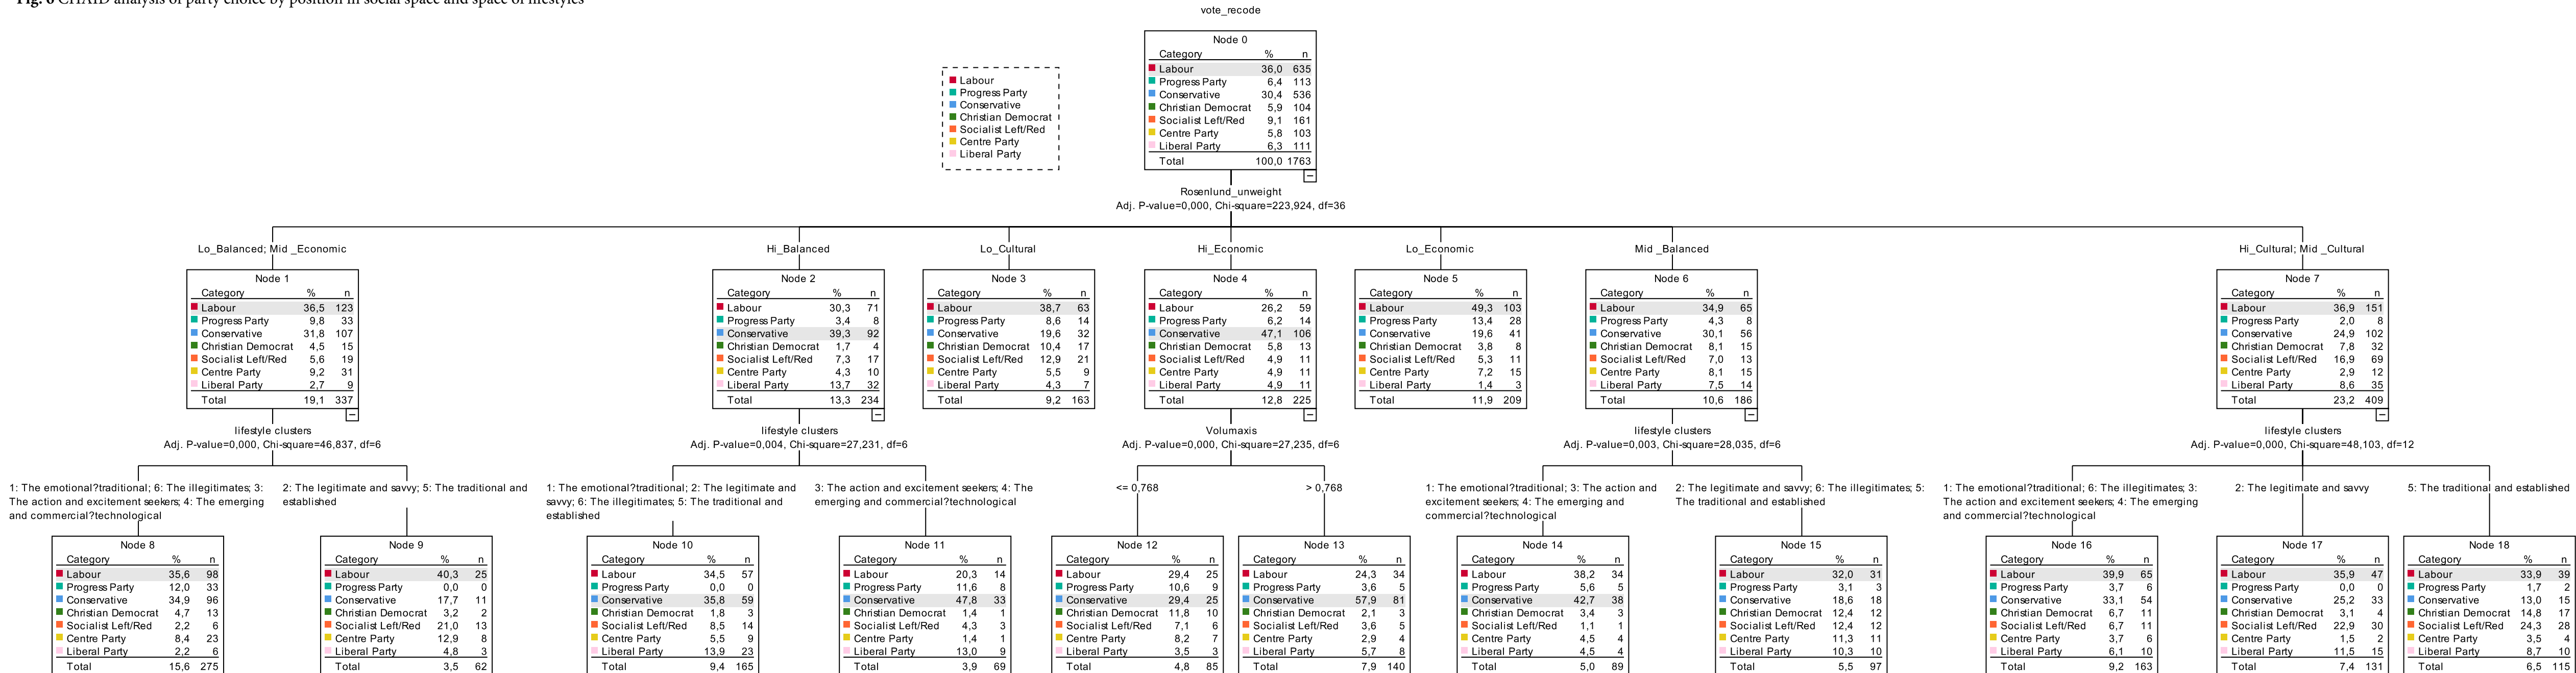 Fig. 6 CHAID analysis of party choice by position in social space and space of lifestyles
vote_recode
Node 0
Category % n
Labour 36,0 635
Progress Party 6,4 113
Conservative 30,4 536
Christian Democrat 5,9 104
Socialist Left/Red 9,1 161
Centre Party 5,8 103
Liberal Party 6,3 111
Total 100,0 1763
Labour
Progress Party
Conservative
Christian Democrat
Socialist Left/Red
Centre Party
Liberal Party
Rosenlund_unweight
Adj. P-value=0,000, Chi-square=223,924, df=36
Lo_Balanced; Mid _Economic
Node 1
Category % n
Labour 36,5 123
Progress Party 9,8 33
Conservative 31,8 107
Christian Democrat 4,5 15
Socialist Left/Red 5,6 19
Centre Party 9,2 31
Liberal Party 2,7 9
Total 19,1 337
Hi_Balanced
Node 2
Category % n
Labour 30,3 71
Progress Party 3,4 8
Conservative 39,3 92
Christian Democrat 1,7 4
Socialist Left/Red 7,3 17
Centre Party 4,3 10
Liberal Party 13,7 32
Total 13,3 234
Lo_Cultural
Node 3
Category % n
Labour 38,7 63
Progress Party 8,6 14
Conservative 19,6 32
Christian Democrat 10,4 17
Socialist Left/Red 12,9 21
Centre Party 5,5 9
Liberal Party 4,3 7
Total 9,2 163
Hi_Economic
Node 4
Category % n
Labour 26,2 59
Progress Party 6,2 14
Conservative 47,1 106
Christian Democrat 5,8 13
Socialist Left/Red 4,9 11
Centre Party 4,9 11
Liberal Party 4,9 11
Total 12,8 225
Lo_Economic
Node 5
Category % n
Labour 49,3 103
Progress Party 13,4 28
Conservative 19,6 41
Christian Democrat 3,8 8
Socialist Left/Red 5,3 11
Centre Party 7,2 15
Liberal Party 1,4 3
Total 11,9 209
Mid _Balanced
Node 6
Category % n
Labour 34,9 65
Progress Party 4,3 8
Conservative 30,1 56
Christian Democrat 8,1 15
Socialist Left/Red 7,0 13
Centre Party 8,1 15
Liberal Party 7,5 14
Total 10,6 186
Hi_Cultural; Mid _Cultural
Node 7
Category % n
Labour 36,9 151
Progress Party 2,0 8
Conservative 24,9 102
Christian Democrat 7,8 32
Socialist Left/Red 16,9 69
Centre Party 2,9 12
Liberal Party 8,6 35
Total 23,2 409
lifestyle clusters
Adj. P-value=0,000, Chi-square=46,837, df=6
lifestyle clusters
Adj. P-value=0,004, Chi-square=27,231, df=6
Volumaxis
Adj. P-value=0,000, Chi-square=27,235, df=6
lifestyle clusters
Adj. P-value=0,003, Chi-square=28,035, df=6
lifestyle clusters
Adj. P-value=0,000, Chi-square=48,103, df=12
1: The emotional?traditional; 6: The illegitimates; 3:
The action and excitement seekers; 4: The emerging
and commercial?technological
Node 8
Category % n
Labour 35,6 98
Progress Party 12,0 33
Conservative 34,9 96
Christian Democrat 4,7 13
Socialist Left/Red 2,2 6
Centre Party 8,4 23
Liberal Party 2,2 6
Total 15,6 275
2: The legitimate and savvy; 5: The traditional and
established
Node 9
Category % n
Labour 40,3 25
Progress Party 0,0 0
Conservative 17,7 11
Christian Democrat 3,2 2
Socialist Left/Red 21,0 13
Centre Party 12,9 8
Liberal Party 4,8 3
Total 3,5 62
1: The emotional?traditional; 2: The legitimate and
savvy; 6: The illegitimates; 5: The traditional and
established
Node 10
Category % n
Labour 34,5 57
Progress Party 0,0 0
Conservative 35,8 59
Christian Democrat 1,8 3
Socialist Left/Red 8,5 14
Centre Party 5,5 9
Liberal Party 13,9 23
Total 9,4 165
3: The action and excitement seekers; 4: The
emerging and commercial?technological
Node 11
Category % n
Labour 20,3 14
Progress Party 11,6 8
Conservative 47,8 33
Christian Democrat 1,4 1
Socialist Left/Red 4,3 3
Centre Party 1,4 1
Liberal Party 13,0 9
Total 3,9 69
<= 0,768
Node 12
Category % n
Labour 29,4 25
Progress Party 10,6 9
Conservative 29,4 25
Christian Democrat 11,8 10
Socialist Left/Red 7,1 6
Centre Party 8,2 7
Liberal Party 3,5 3
Total 4,8 85
> 0,768
Node 13
Category % n
Labour 24,3 34
Progress Party 3,6 5
Conservative 57,9 81
Christian Democrat 2,1 3
Socialist Left/Red 3,6 5
Centre Party 2,9 4
Liberal Party 5,7 8
Total 7,9 140
1: The emotional?traditional; 3: The action and
excitement seekers; 4: The emerging and
commercial?technological
Node 14
Category % n
Labour 38,2 34
Progress Party 5,6 5
Conservative 42,7 38
Christian Democrat 3,4 3
Socialist Left/Red 1,1 1
Centre Party 4,5 4
Liberal Party 4,5 4
Total 5,0 89
2: The legitimate and savvy; 6: The illegitimates; 5:
The traditional and established
Node 15
Category % n
Labour 32,0 31
Progress Party 3,1 3
Conservative 18,6 18
Christian Democrat 12,4 12
Socialist Left/Red 12,4 12
Centre Party 11,3 11
Liberal Party 10,3 10
Total 5,5 97
1: The emotional?traditional; 6: The illegitimates; 3:
The action and excitement seekers; 4: The emerging
and commercial?technological
Node 16
Category % n
Labour 39,9 65
Progress Party 3,7 6
Conservative 33,1 54
Christian Democrat 6,7 11
Socialist Left/Red 6,7 11
Centre Party 3,7 6
Liberal Party 6,1 10
Total 9,2 163
2: The legitimate and savvy
Node 17
Category % n
Labour 35,9 47
Progress Party 0,0 0
Conservative 25,2 33
Christian Democrat 3,1 4
Socialist Left/Red 22,9 30
Centre Party 1,5 2
Liberal Party 11,5 15
Total 7,4 131
5: The traditional and established
Node 18
Category % n
Labour 33,9 39
Progress Party 1,7 2
Conservative 13,0 15
Christian Democrat 14,8 17
Socialist Left/Red 24,3 28
Centre Party 3,5 4
Liberal Party 8,7 10
Total 6,5 115